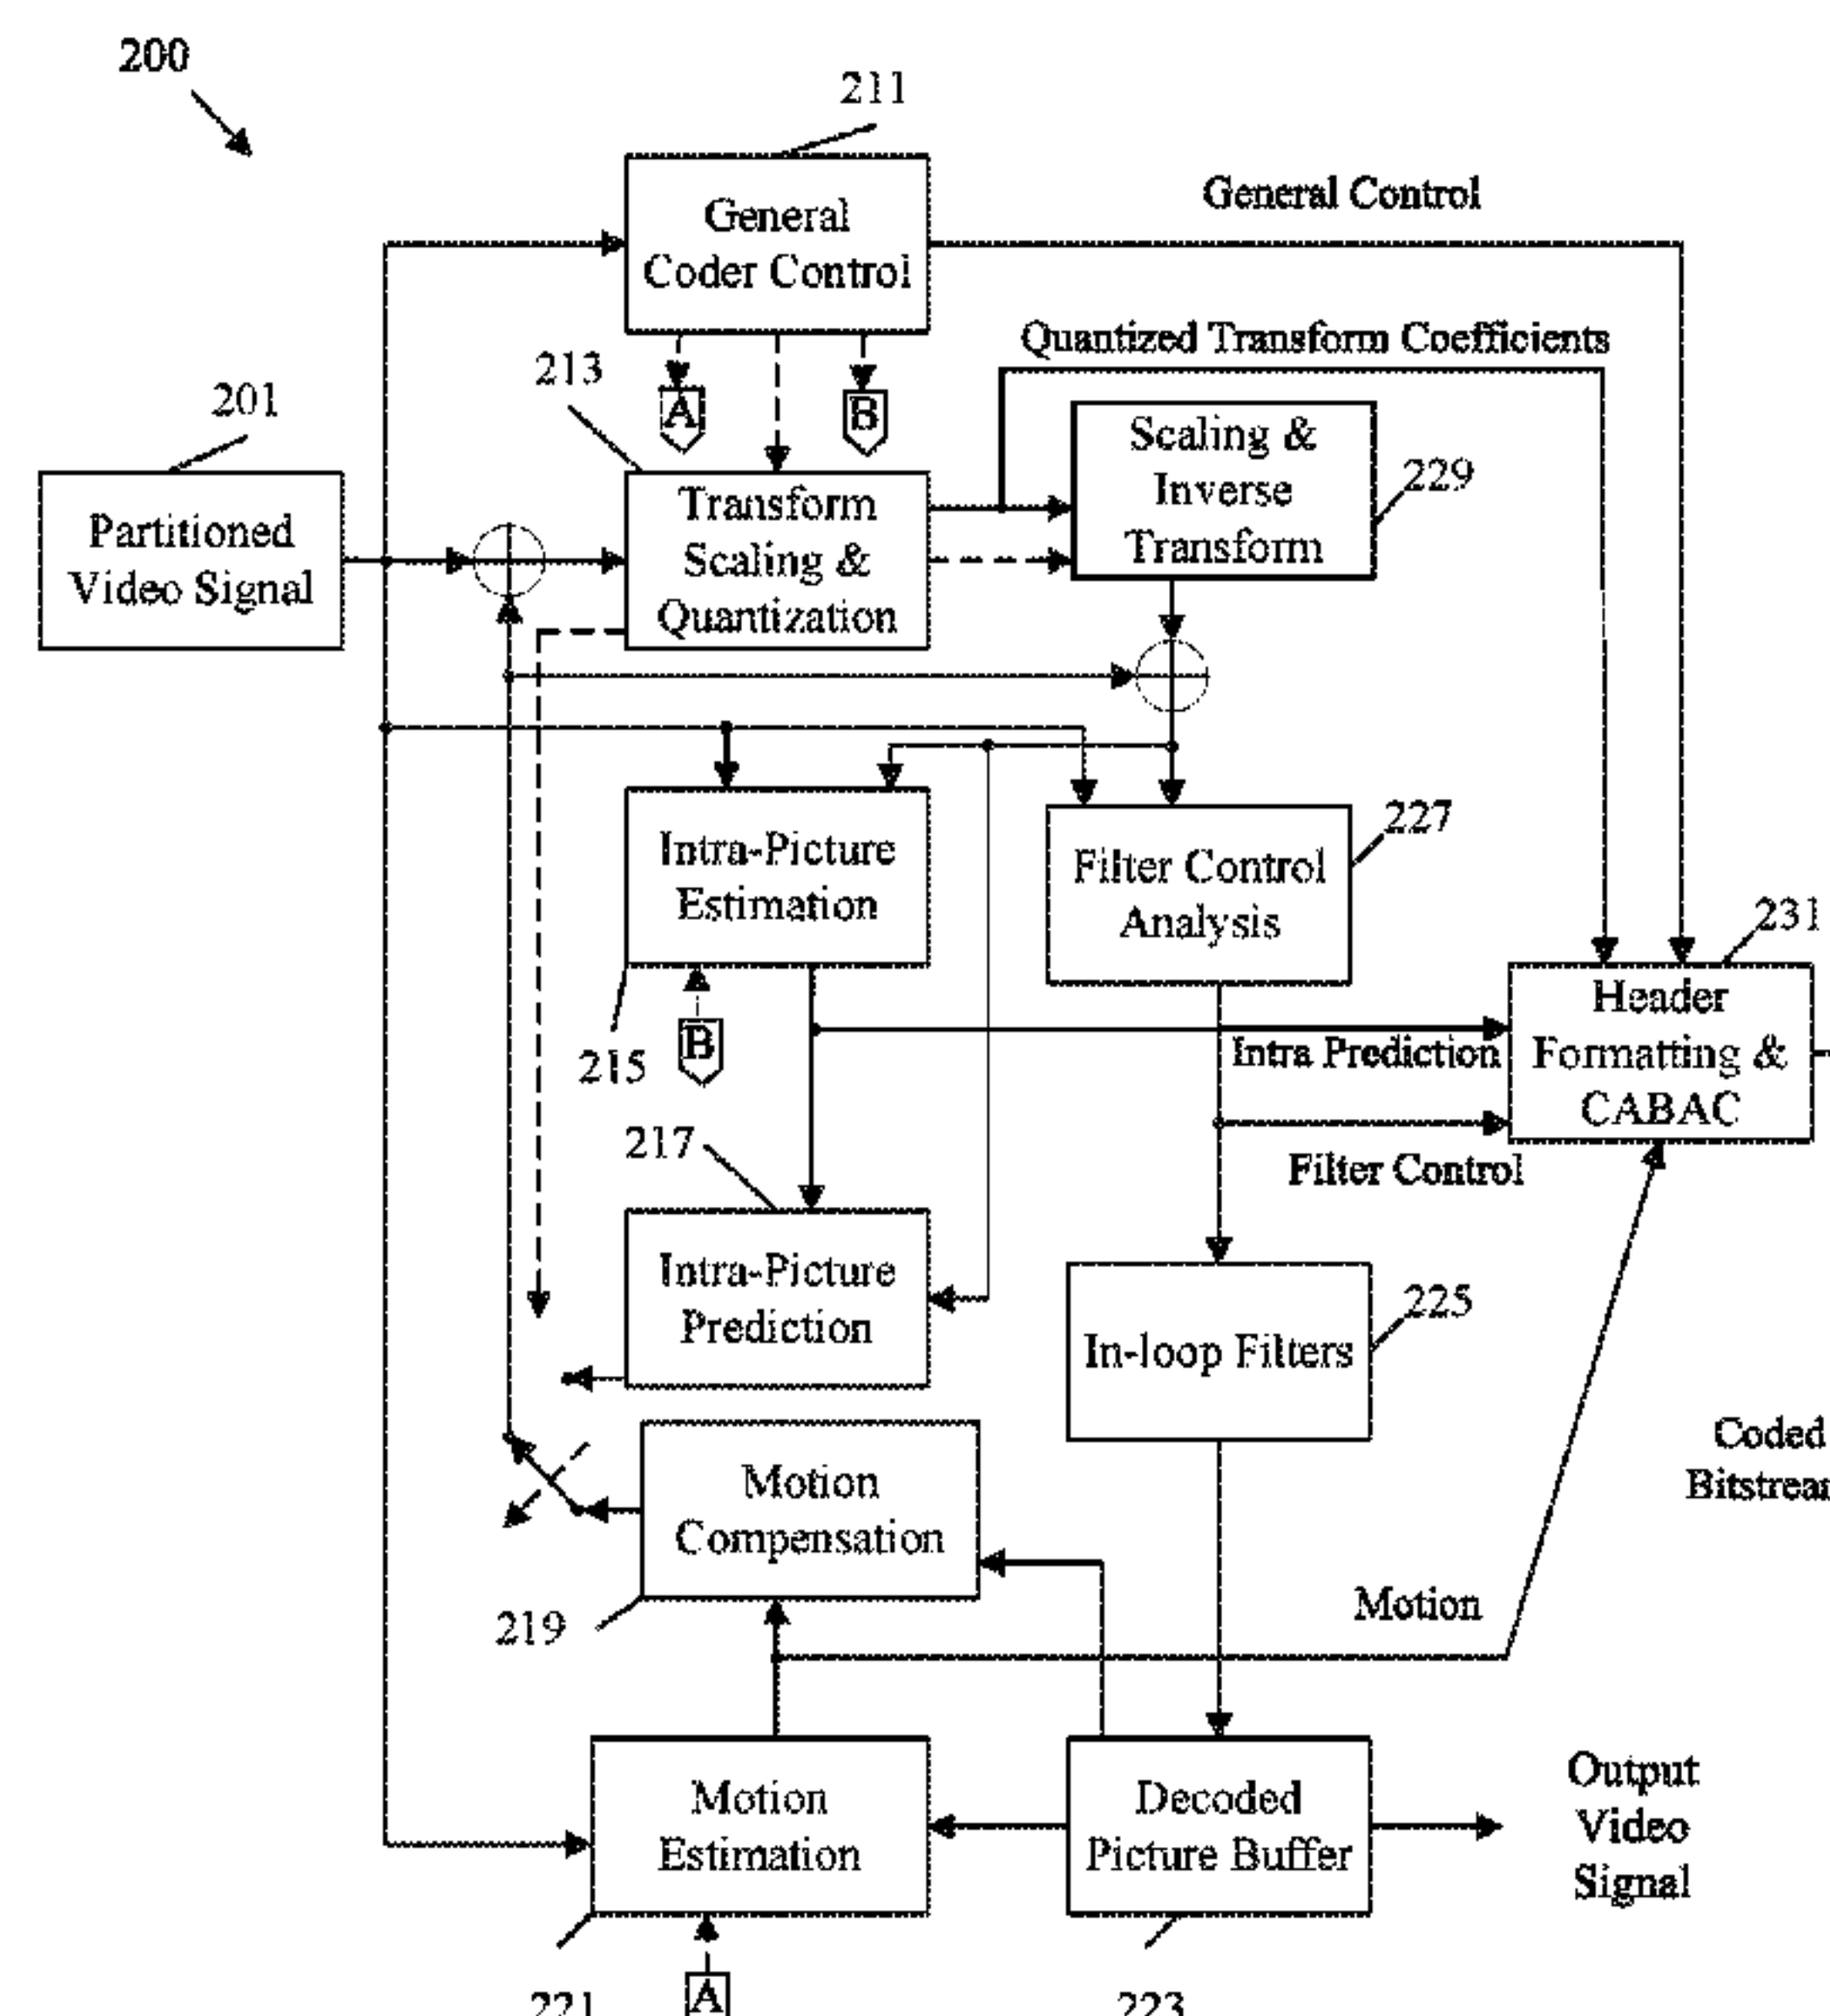 200
211
General
Coder Control
General Control
Quantized Transform Coefficients
213
A
B
201
Partitioned
Video Signal
Transform
Scaling &
Quantization
Scaling &
Inverse
Transform
229
Intra-Picture
Estimation
227
Filter Control
Analysis
231
Header
Formatting &
CABAC
215
B
Intra Prediction
217
Filter Control
Intra-Picture
Prediction
225
In-loop Filters
Coded
Motion
Compensation
219
Motion
Motion
Estimation
Decoded
Picture Buffer
Output
Video
Signal
221
A
223